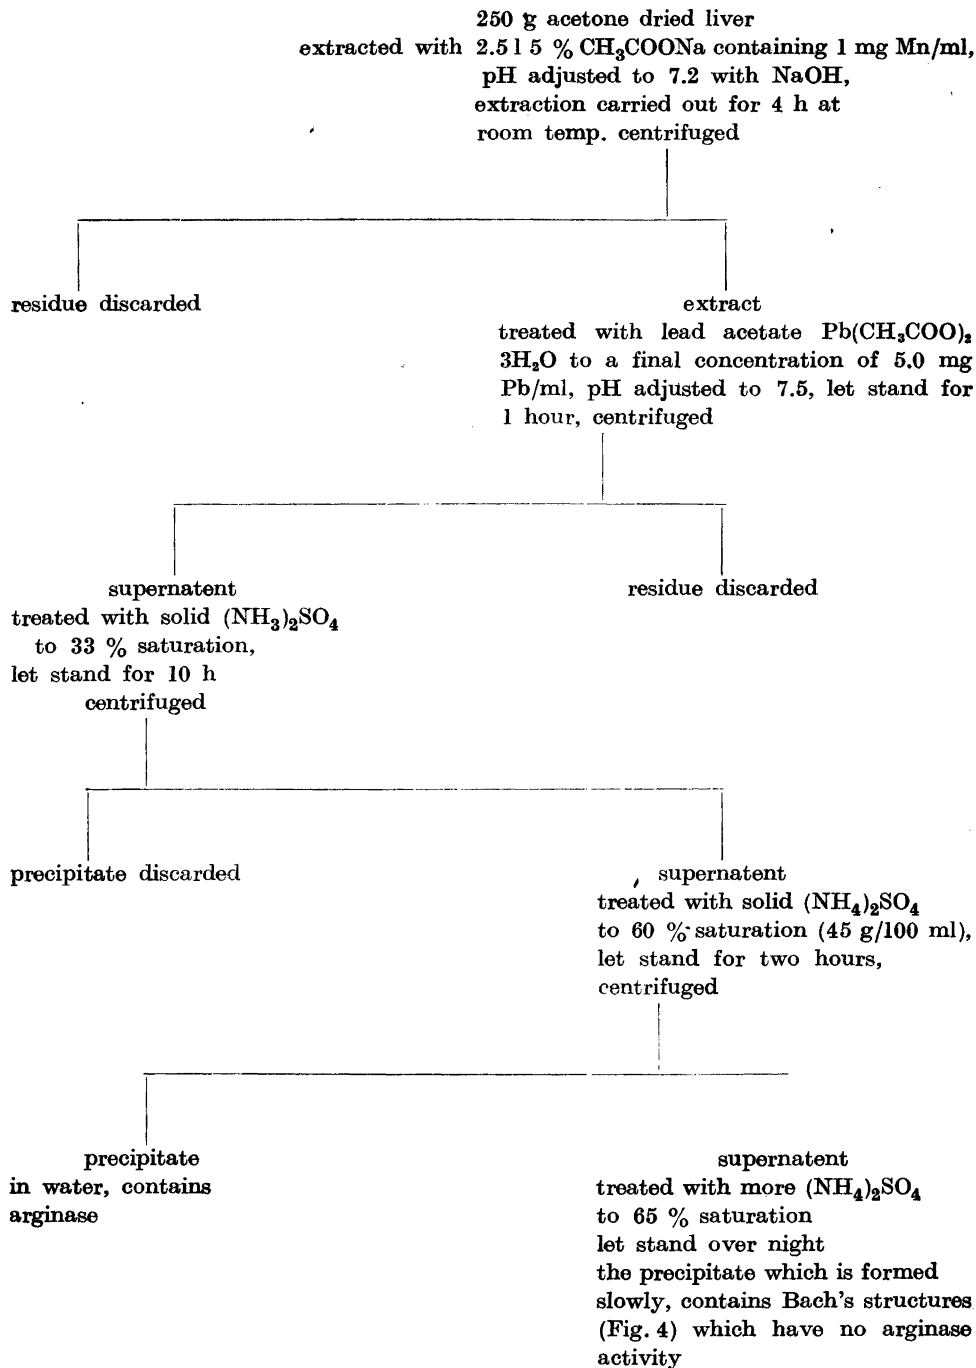 250 g acetone dried liver
extracted with 2.5 l 5 % CH₃COONa containing 1 mg Mn/ml,
pH adjusted to 7.2 with NaOH,
extraction carried out for 4 h at
room temp. centrifuged
residue discarded
extract
treated with lead acetate Pb(CH₃COO)₂
3H₂O to a final concentration of 5.0 mg
Pb/ml, pH adjusted to 7.5, let stand for
1 hour, centrifuged
supernatent
treated with solid (NH₃)₂SO₄
to 33 % saturation,
let stand for 10 h
centrifuged
residue discarded
precipitate discarded
supernatent
treated with solid (NH₄)₂SO₄
to 60 % saturation (45 g/100 ml),
let stand for two hours,
centrifuged
precipitate
in water, contains
arginase
supernatent
treated with more (NH₄)₂SO₄
to 65 % saturation
let stand over night
the precipitate which is formed
slowly, contains Bach's structures
(Fig. 4) which have no arginase
activity